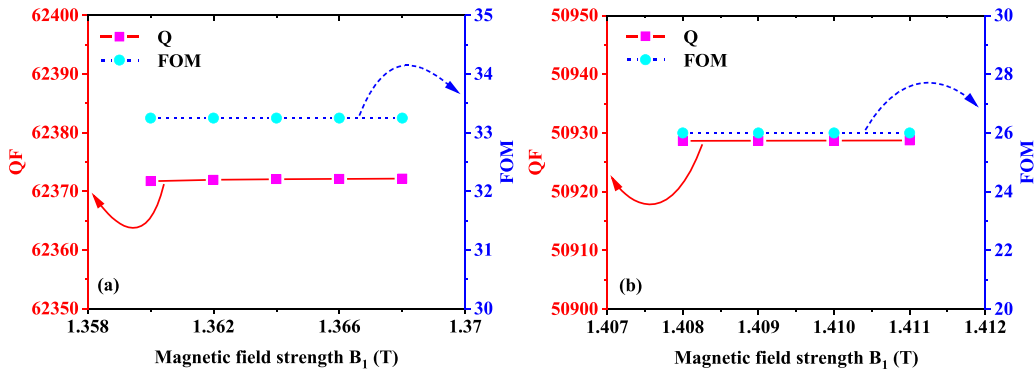 62400
62390
62380
62370
62360
62350
QF
Q
FOM
(a)
35
34
33
32
31
30
FOM
1.358
1.362
1.366
1.37
Magnetic field strength B₁ (T)
50950
50940
50930
50920
50910
50900
QF
Q
FOM
(b)
30
28
26
24
22
20
FOM
1.407
1.408
1.409
1.410
1.411
1.412
Magnetic field strength B₁ (T)